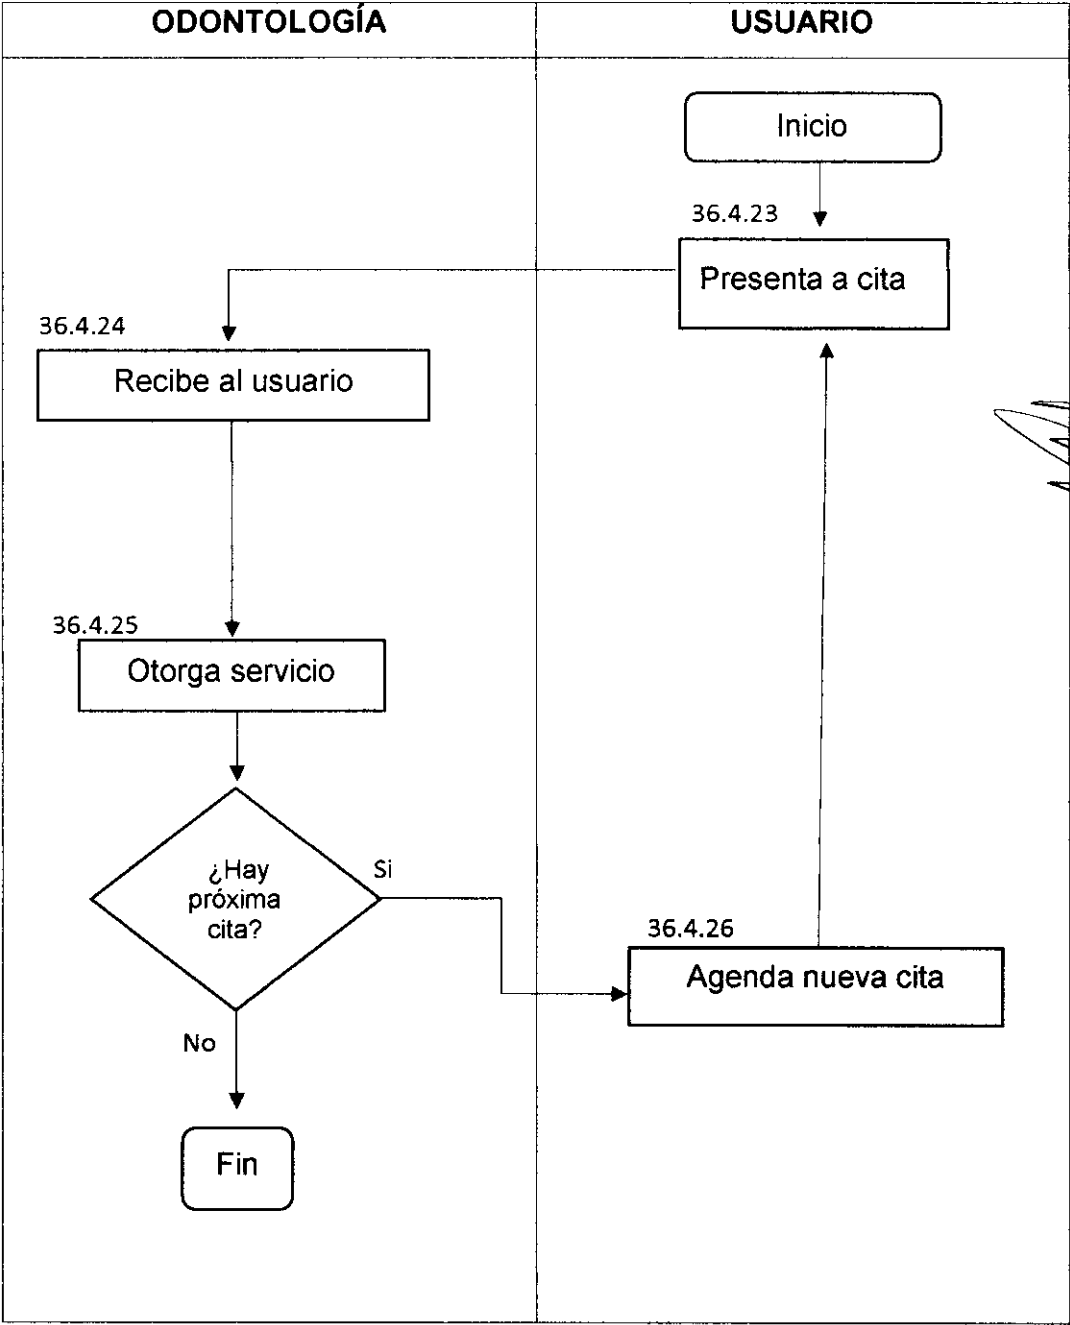 ODONTOLOGÍA
USUARIO
Inicio
36.4.23
Presenta a cita
36.4.24
Recibe al usuario
36.4.25
Otorga servicio
¿Hay
próxima
cita?
Si
36.4.26
Agenda nueva cita
No
Fin